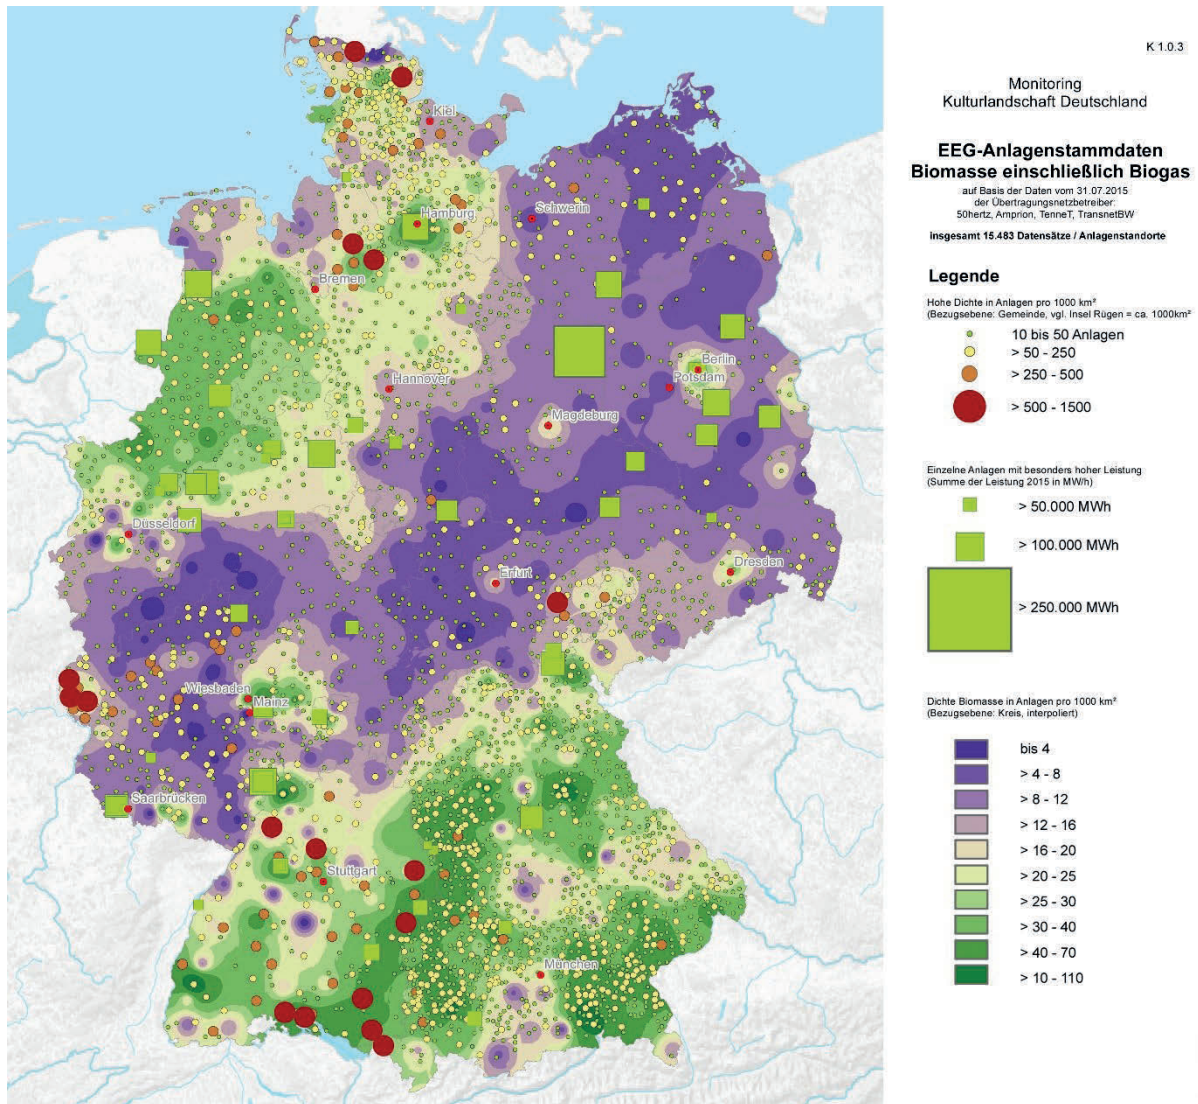 K 1.0.3
Monitoring
Kulturlandschaft Deutschland
EEG-Anlagenstammdaten
Biomasse einschließlich Biogas
auf Basis der Daten vom 31.07.2015
der Übertragungsnetzbetreiber:
50hertz, Amprion, TenneT, TransnetBW
insgesamt 15.483 Datensätze / Anlagenstandorte
Legende
Hohe Dichte in Anlagen pro 1000 km²
(Bezugsebene: Gemeinde, vgl. Insel Rügen = ca. 1000km²
10 bis 50 Anlagen
> 50 - 250
> 250 - 500
> 500 - 1500
Einzelne Anlagen mit besonders hoher Leistung
(Summe der Leistung 2015 in MW/h)
> 50.000 MWh
> 100.000 MWh
> 250.000 MWh
Dichte Biomasse in Anlagen pro 1000 km²
(Bezugsebene: Kreis, interpoliert)
bis 4
> 4 - 8
> 8 - 12
> 12 - 16
> 16 - 20
> 20 - 25
> 25 - 30
> 30 - 40
> 40 - 70
> 10 - 110
Kiel
Schwerin
Hamburg
Bremen
Berlin
Potsdam
Hannover
Magdeburg
Düsseldorf
Erfurt
Dresden
Wiesbaden
Mainz
Saarbrücken
Stuttgart
München